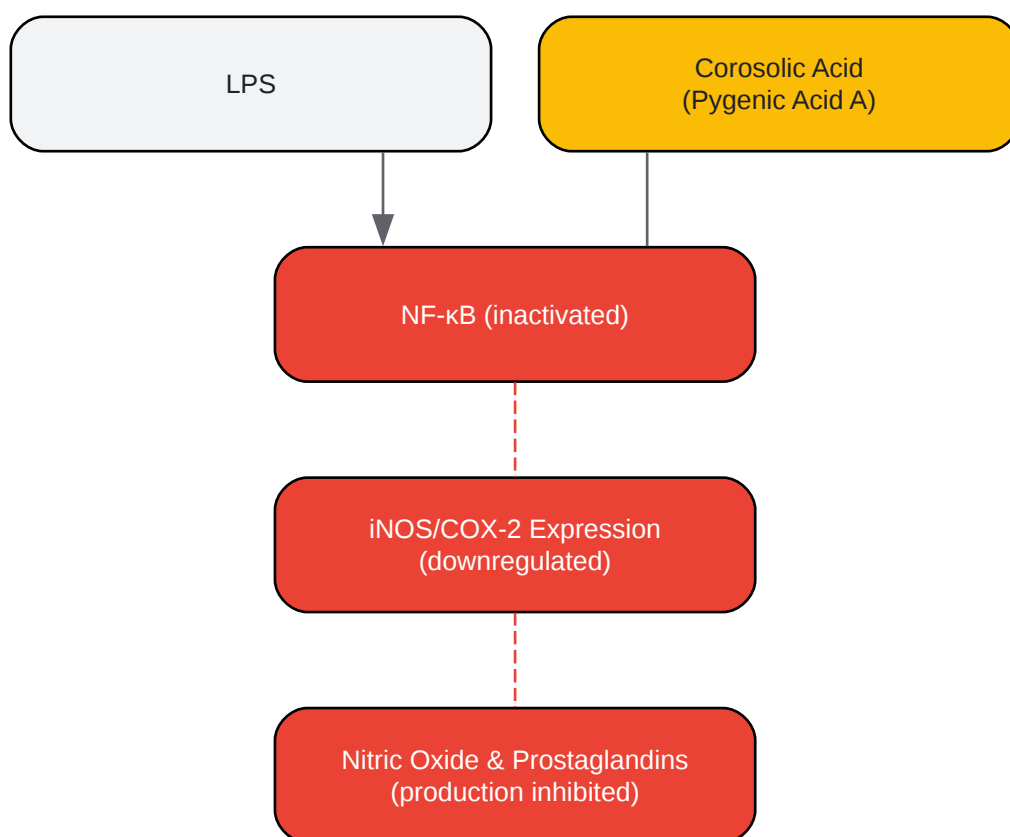 LPS
Corosolic Acid
(Pygenic Acid A)
NF-κB (inactivated)
iNOS/COX-2 Expression
(downregulated)
Nitric Oxide & Prostaglandins
(production inhibited)